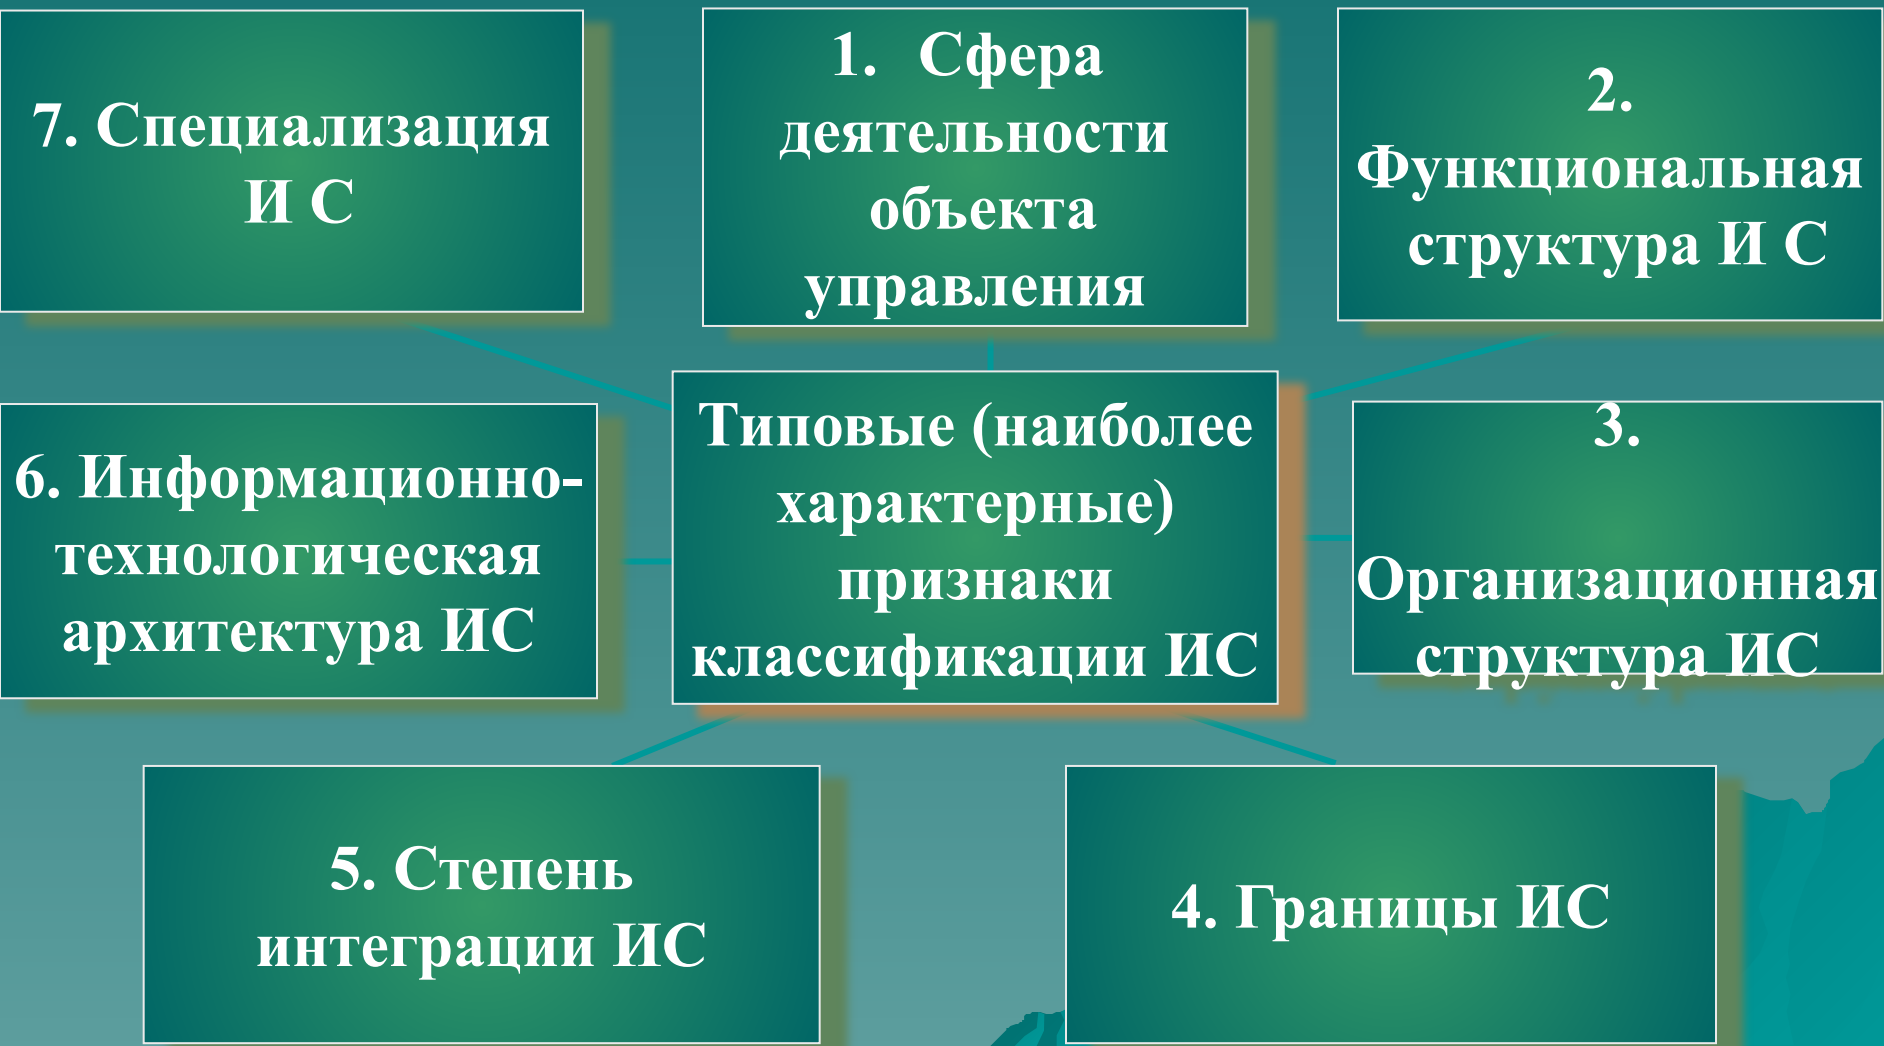 7. Специализация
И С
1. Сфера
деятельности
объекта
управления
2.
Функциональная
структура И С
6. Информационно-
технологическая
архитектура ИС
Типовые (наиболее
характерные)
признаки
классификации ИС
3.
Организационная
структура ИС
5. Степень
интеграции ИС
4. Границы ИС